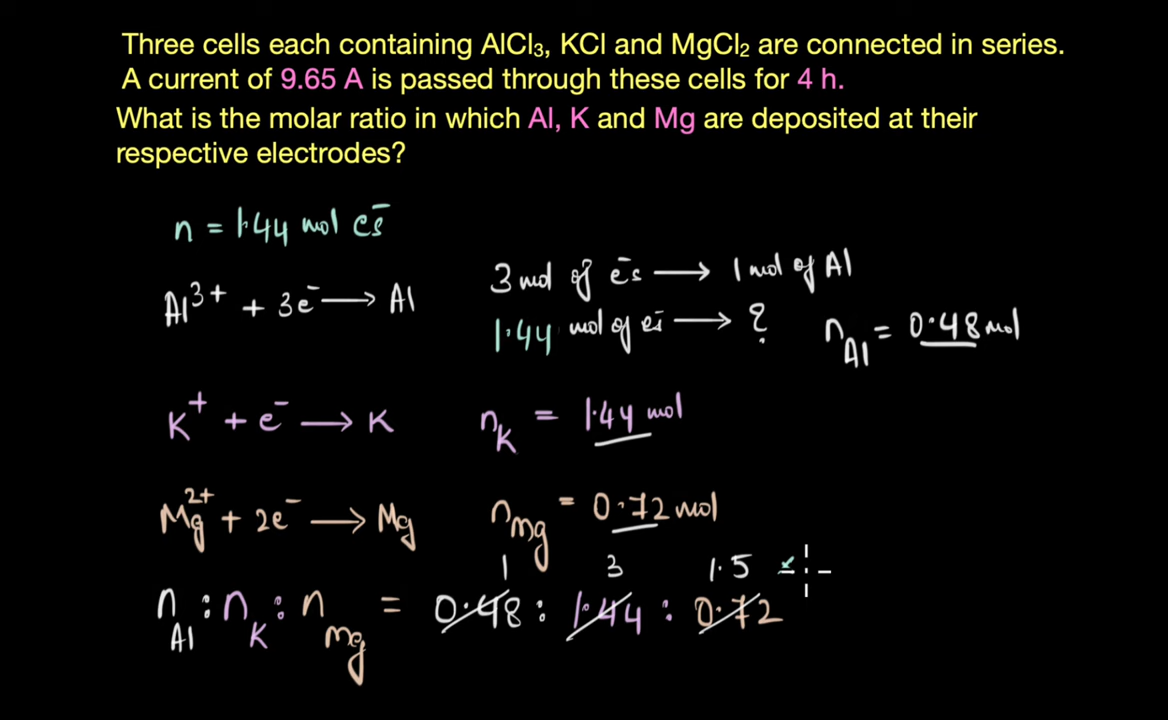 Three cells each containing AlCl₃, KCl and MgCl₂ are connected in series.
A current of 9.65 A is passed through these cells for 4 h.
What is the molar ratio in which Al, K and Mg are deposited at their
respective electrodes?
n = 1.44 mol e̅s
Al³⁺ + 3e⁻ → Al
3 mol of e̅s → 1 mol of Al
1.44 mol of e̅s → ?
n_Al = 0.48 mol
K⁺ + e⁻ → K
n_K = 1.44 mol
Mg²⁺ + 2e⁻ → Mg
n_mg = 0.72 mol
1 3 1.5
n_Al : n_K : n_mg = 0.48 : 1.44 : 0.72